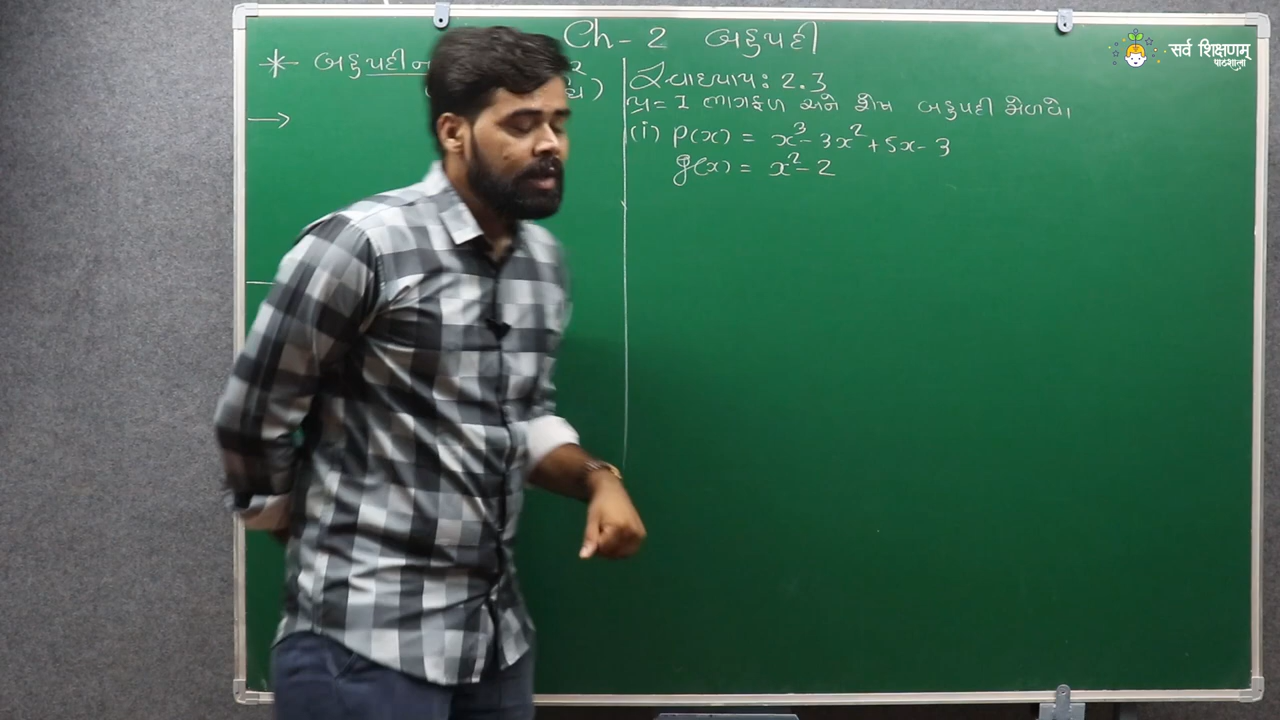 Ch - 2 બહુપદી
* બહુપદીના
સ્વાધ્યાય: 2.3
પ્ર = 1 ભાગફળ અને શેષ બહુપદી મેળવો.
(i) P(x) = x³ - 3x² + 5x - 3
g(x) = x² - 2
सर्व शिक्षणम्
पाठशाला